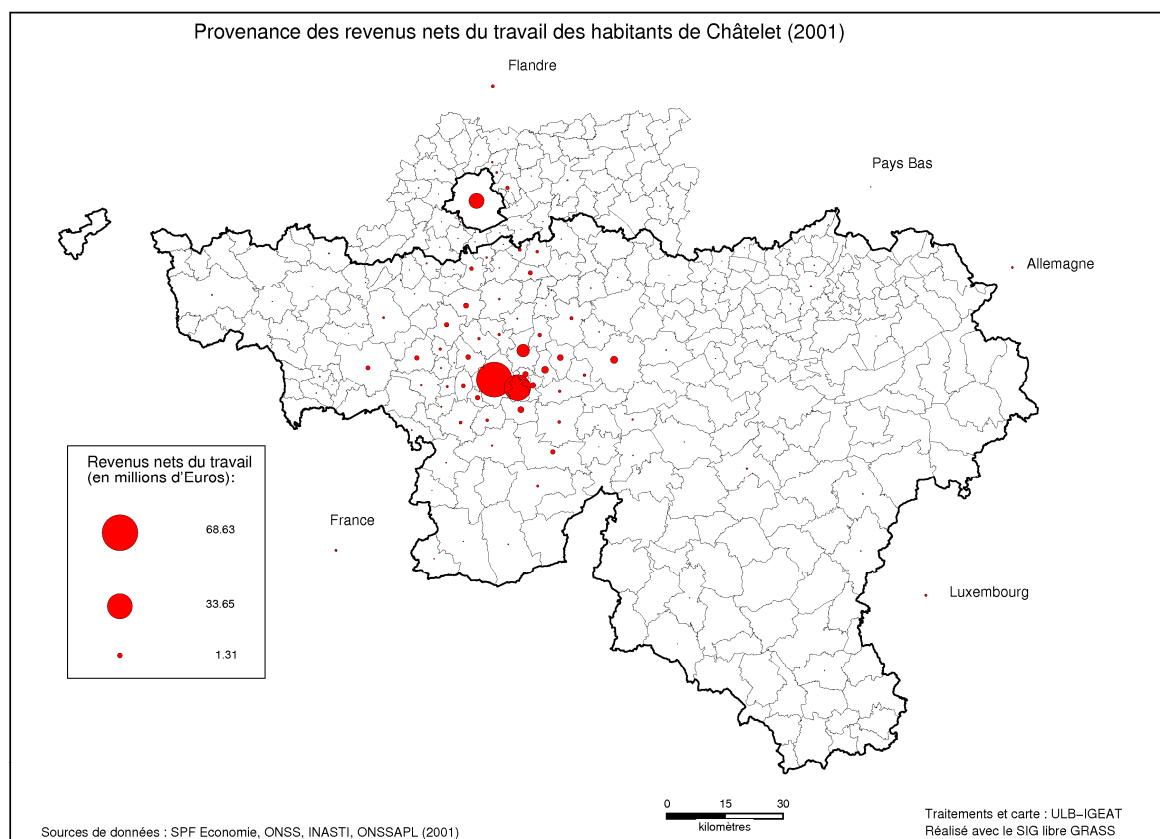 Provenance des revenus nets du travail des habitants de Châtelet (2001)
Flandre
Pays Bas
Allemagne
Revenus nets du travail
(en millions d'Euros):
68.63
33.65
1.31
France
Luxembourg
0 15 30
kilomètres
Sources de données : SPF Economie, ONSS, INASTI, ONSSAPL (2001)
Traitements et carte : ULB–IGEAT
Réalisé avec le SIG libre GRASS